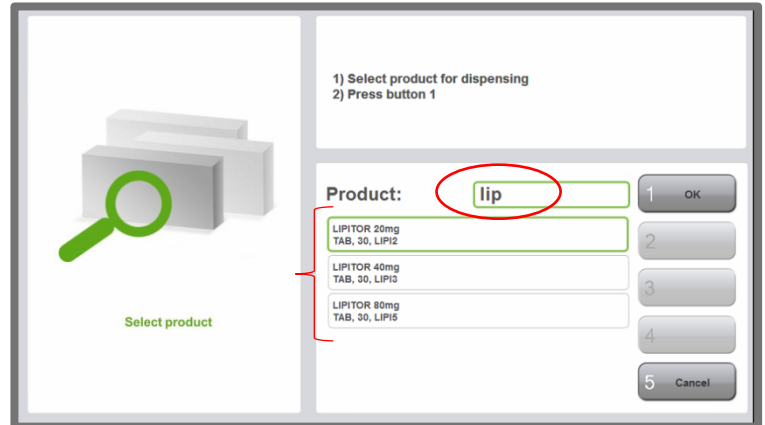 1) Select product for dispensing
2) Press button 1
Select product
Product:
lip
LIPITOR 20mg
TAB, 30, LIPI2
LIPITOR 40mg
TAB, 30, LIPI3
LIPITOR 80mg
TAB, 30, LIPI5
1 OK
2
3
4
5 Cancel